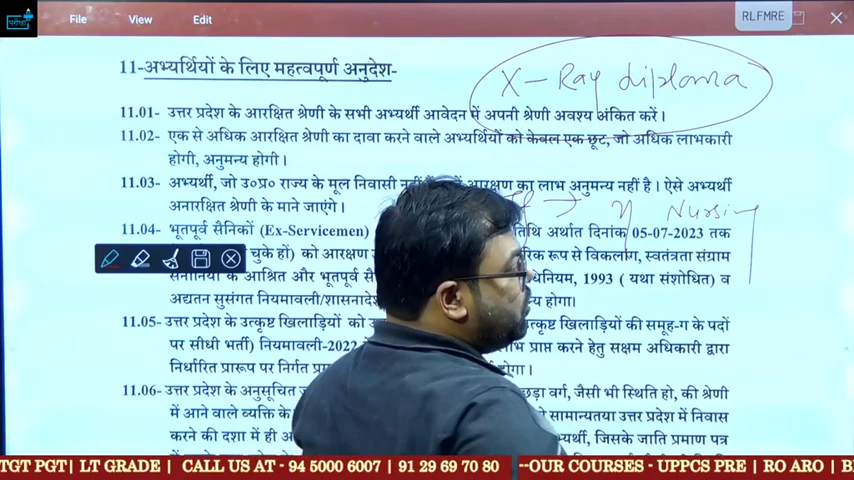 परीक्षा
File View Edit
RLFMRE
X-Ray diploma
11-अभ्यर्थियों के लिए महत्वपूर्ण अनुदेश-
11.01- उत्तर प्रदेश के आरक्षित श्रेणी के सभी अभ्यर्थी आवेदन में अपनी श्रेणी अवश्य अंकित करें।
11.02- एक से अधिक आरक्षित श्रेणी का दावा करने वाले अभ्यर्थियों को केबल एक छूट, जो अधिक लाभकारी
होगी, अनुमन्य होगी।
11.03- अभ्यर्थी, जो उ०प्र० राज्य के मूल निवासी नहीं आरक्षण का लाभ अनुमन्य नहीं है। ऐसे अभ्यर्थी
अनारक्षित श्रेणी के माने जाएंगे।
Nursing
11.04- भूतपूर्व सैनिकों (Ex-Servicemen) तिथि अर्थात दिनांक 05-07-2023 तक
चुके हों) को आरक्षण रिक रूप से विकलांग, स्वतंत्रता संग्राम
सेनानियों के आश्रित और भूतपूर्व धिनियम, 1993 ( यथा संशोधित) व
अद्यतन सुसंगत नियमावली/शासनादेश होगा।
11.05- उत्तर प्रदेश के उत्कृष्ट खिलाड़ियों को उत्कृष्ट खिलाड़ियों की समूह-ग के पदों
पर सीधी भर्ती) नियमावली-2022 लाभ प्राप्त करने हेतु सक्षम अधिकारी द्वारा
निर्धारित प्रारूप पर निर्गत होगा।
11.06- उत्तर प्रदेश के अनुसूचित छड़ा वर्ग, जैसी भी स्थिति हो, की श्रेणी
में आने वाले व्यक्ति के सामान्यतया उत्तर प्रदेश में निवास
करने की दशा में ही भ्यर्थी, जिसके जाति प्रमाण पत्र
TGT PGT| LT GRADE | CALL US AT - 94 5000 6007 | 91 29 69 70 80 --OUR COURSES - UPPCS PRE | RO ARO |